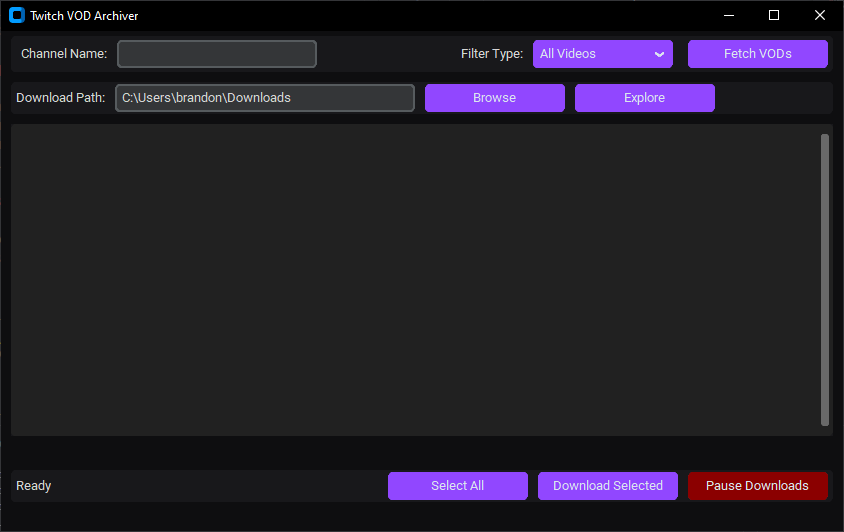 Twitch VOD Archiver
Channel Name: Filter Type: All Videos Fetch VODs
Download Path: C:\Users\brandon\Downloads Browse Explore
Ready Select All Download Selected Pause Downloads